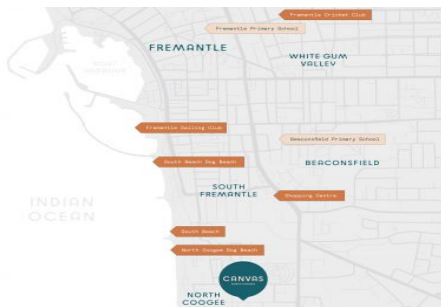 Fremantle Cricket Club
Fremantle Primary School
FREMANTLE
WHITE GUM
VALLEY
Fremantle Sailing Club
Beaconsfield Primary School
South Beach Dog Beach
BEACONSFIELD
SOUTH
FREMANTLE
Shopping Centre
INDIAN
OCEAN
South Beach
North Coogee Dog Beach
CANVAS
NORTH
COOGEE